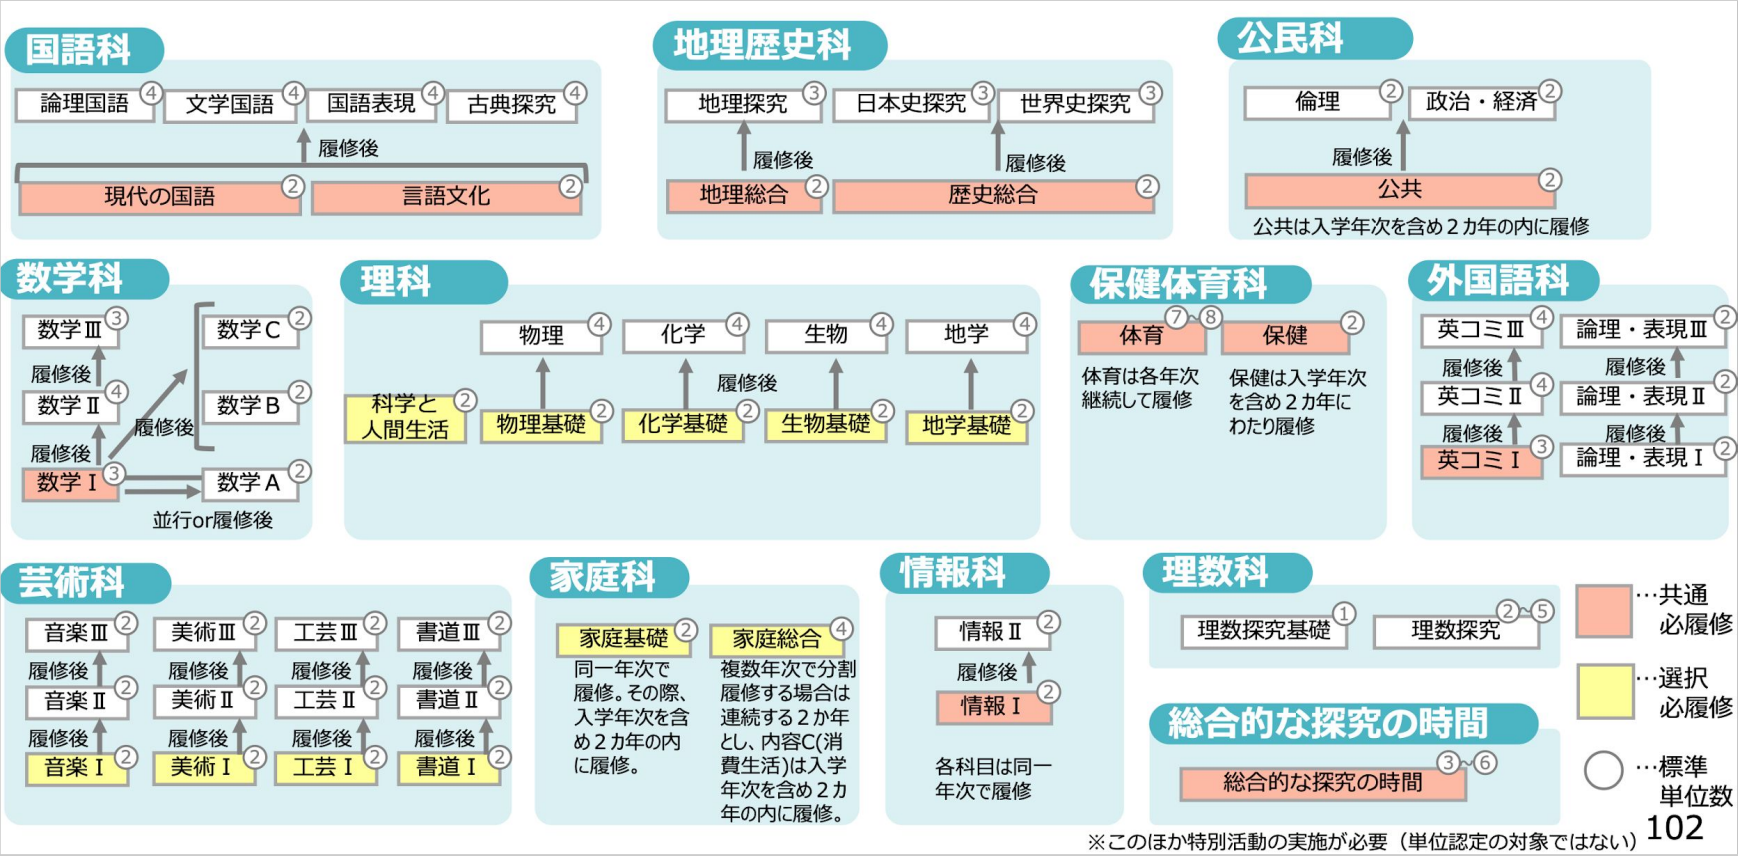 国語科
論理国語 ④
文学国語 ④
国語表現 ④
古典探究 ④
履修後
現代の国語 ②
言語文化 ②
地理歴史科
地理探究 ③
日本史探究 ③
世界史探究 ③
履修後
履修後
地理総合 ②
歴史総合 ②
公民科
倫理 ②
政治・経済 ②
履修後
公共 ②
公共は入学年次を含め２カ年の内に履修
数学科
数学Ⅲ ③
数学Ｃ ②
履修後
数学Ⅱ ④
数学Ｂ ②
履修後
履修後
数学Ⅰ ③
数学Ａ ②
並行or履修後
理科
物理 ④
化学 ④
生物 ④
地学 ④
履修後
科学と ②
人間生活
物理基礎 ②
化学基礎 ②
生物基礎 ②
地学基礎 ②
保健体育科
体育 ⑦~⑧
保健 ②
体育は各年次
継続して履修
保健は入学年次
を含め２カ年に
わたり履修
外国語科
英コミⅢ ④
論理・表現Ⅲ ②
履修後
履修後
英コミⅡ ④
論理・表現Ⅱ ②
履修後
履修後
英コミⅠ ③
論理・表現Ⅰ ②
芸術科
音楽Ⅲ ②
美術Ⅲ ②
工芸Ⅲ ②
書道Ⅲ ②
履修後
履修後
履修後
履修後
音楽Ⅱ ②
美術Ⅱ ②
工芸Ⅱ ②
書道Ⅱ ②
履修後
履修後
履修後
履修後
音楽Ⅰ ②
美術Ⅰ ②
工芸Ⅰ ②
書道Ⅰ ②
家庭科
家庭基礎 ②
同一年次で
履修。その際、
入学年次を含
め２カ年の内
に履修。
家庭総合 ④
複数年次で分割
履修する場合は
連続する２か年
とし、内容C(消
費生活)は入学
年次を含め２カ
年の内に履修。
情報科
情報Ⅱ ②
履修後
情報Ⅰ ②
各科目は同一
年次で履修
理数科
理数探究基礎 ①
理数探究 ②~⑤
総合的な探究の時間
総合的な探究の時間 ③~⑥
…共通
必履修
…選択
必履修
…標準
単位数
※このほか特別活動の実施が必要（単位認定の対象ではない）
102